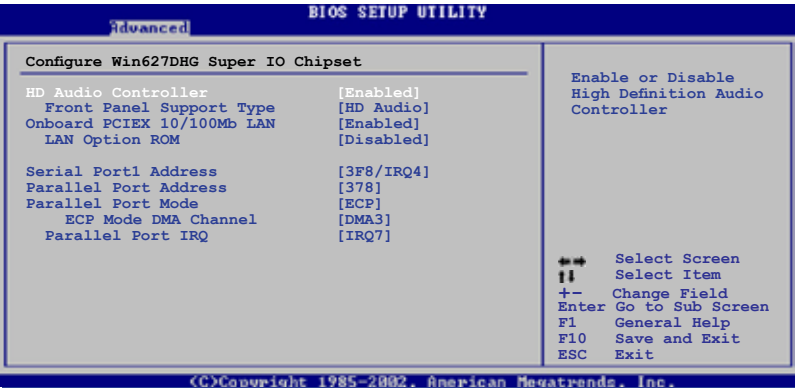 BIOS SETUP UTILITY
Advanced
Configure Win627DHG Super IO Chipset
HD Audio Controller [Enabled]
Front Panel Support Type [HD Audio]
Onboard PCIEX 10/100Mb LAN [Enabled]
LAN Option ROM [Disabled]
Serial Port1 Address [3F8/IRQ4]
Parallel Port Address [378]
Parallel Port Mode [ECP]
ECP Mode DMA Channel [DMA3]
Parallel Port IRQ [IRQ7]
Enable or Disable
High Definition Audio
Controller
←→ Select Screen
↑↓ Select Item
+- Change Field
Enter Go to Sub Screen
F1 General Help
F10 Save and Exit
ESC Exit
(C)Copyright 1985-2002, American Megatrends, Inc.